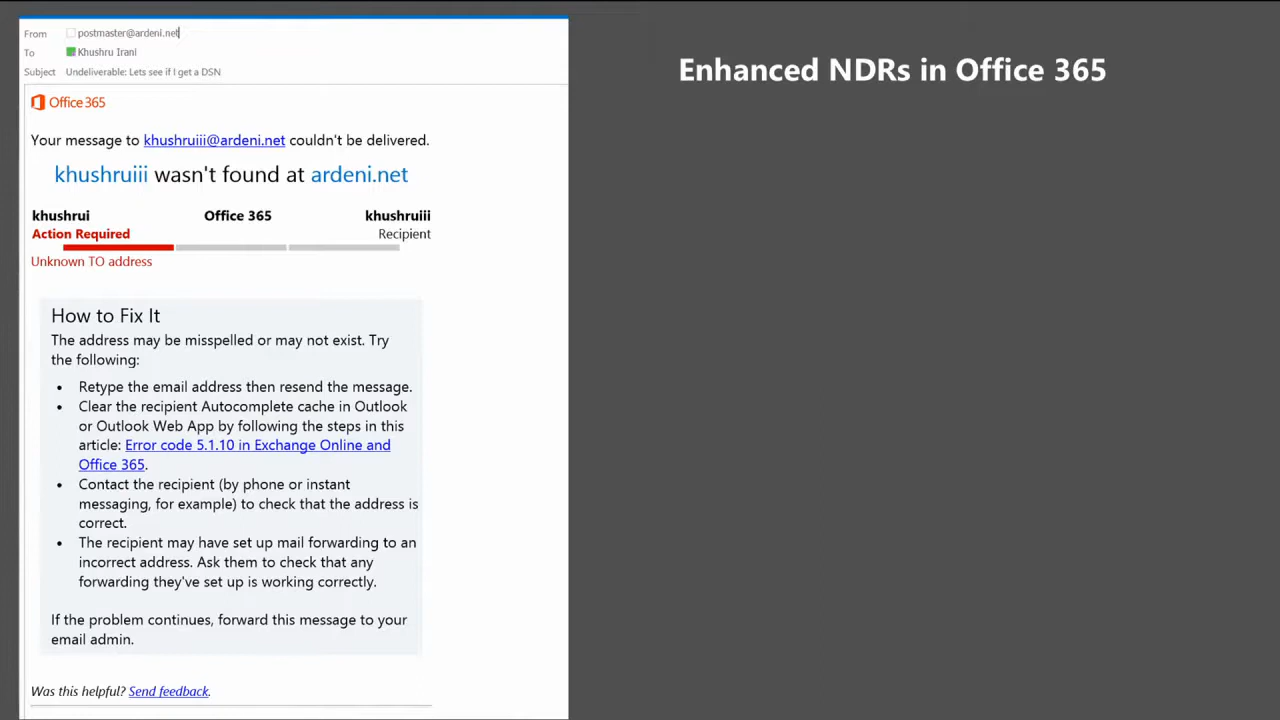 From postmaster@ardeni.net
To Khushru Irani
Subject Undeliverable: Lets see if I get a DSN
Enhanced NDRs in Office 365
Office 365
Your message to khushruiii@ardeni.net couldn't be delivered.
khushruiii wasn't found at ardeni.net
khushrui Office 365 khushruiii
Action Required Recipient
Unknown TO address
How to Fix It
The address may be misspelled or may not exist. Try
the following:
• Retype the email address then resend the message.
• Clear the recipient Autocomplete cache in Outlook
or Outlook Web App by following the steps in this
article: Error code 5.1.10 in Exchange Online and
Office 365.
• Contact the recipient (by phone or instant
messaging, for example) to check that the address is
correct.
• The recipient may have set up mail forwarding to an
incorrect address. Ask them to check that any
forwarding they've set up is working correctly.
If the problem continues, forward this message to your
email admin.
Was this helpful? Send feedback.